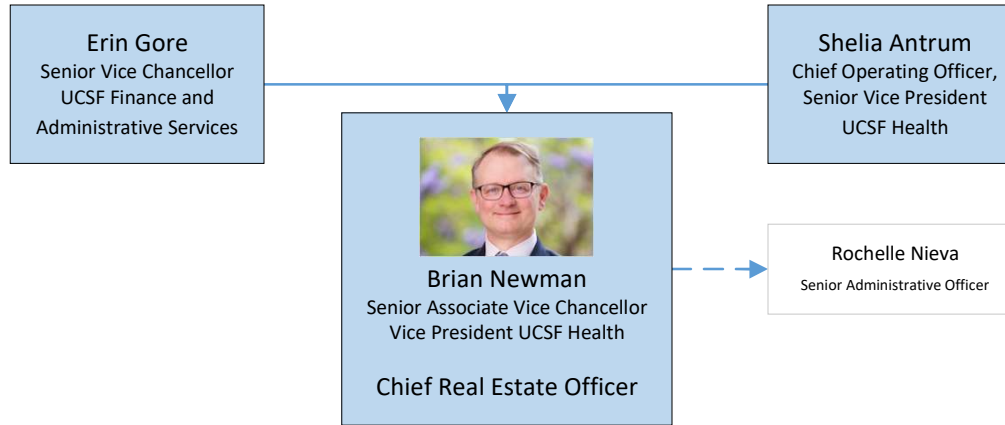 Erin Gore
Senior Vice Chancellor
UCSF Finance and
Administrative Services
Shelia Antrum
Chief Operating Officer,
Senior Vice President
UCSF Health
Brian Newman
Senior Associate Vice Chancellor
Vice President UCSF Health
Chief Real Estate Officer
Rochelle Nieva
Senior Administrative Officer